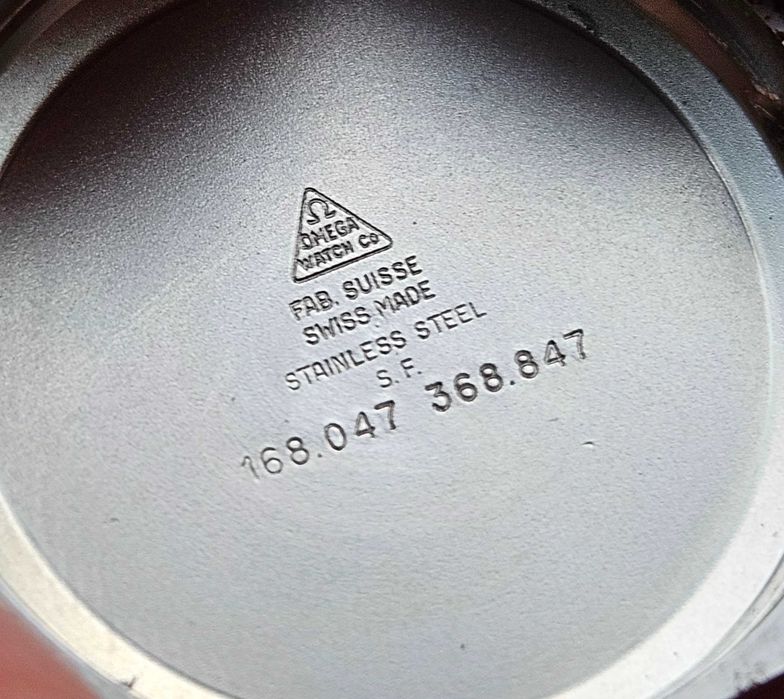 Ω
OMEGA
WATCH Co
FAB. SUISSE
SWISS MADE
STAINLESS STEEL
S.F.
168.047 368.847